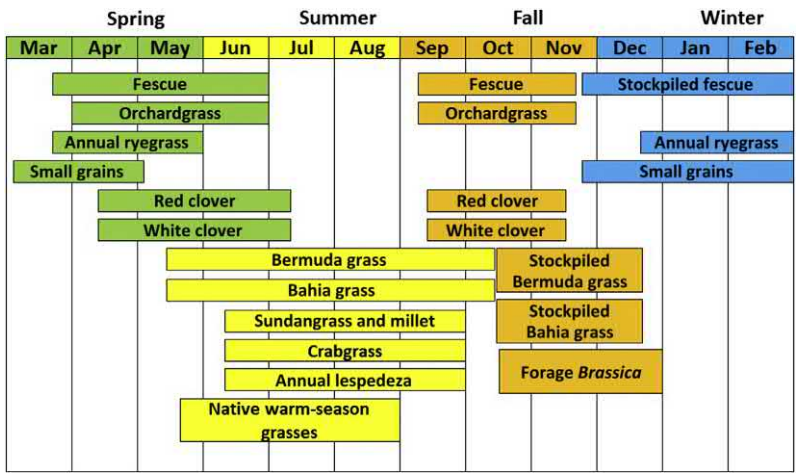 Spring Summer Fall Winter
Mar Apr May Jun Jul Aug Sep Oct Nov Dec Jan Feb
Fescue Fescue Stockpiled fescue
Orchardgrass Orchardgrass
Annual ryegrass Annual ryegrass
Small grains Small grains
Red clover Red clover
White clover White clover
Bermuda grass Stockpiled
Bermuda grass
Bahia grass
Stockpiled
Bahia grass
Sundangrass and millet
Crabgrass
Annual lespedeza Forage Brassica
Native warm-season
grasses